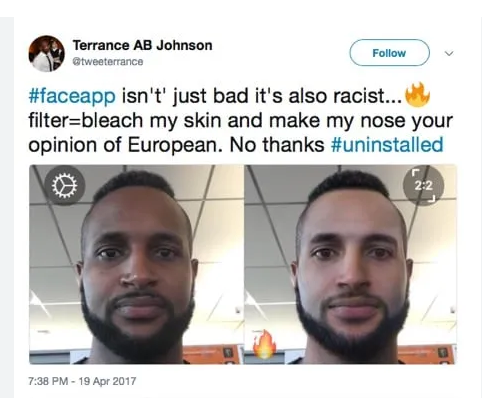 Terrance AB Johnson
@tweeterrance
Follow
#faceapp isn't' just bad it's also racist...🔥
filter=bleach my skin and make my nose your
opinion of European. No thanks #uninstalled
2:2
7:38 PM - 19 Apr 2017